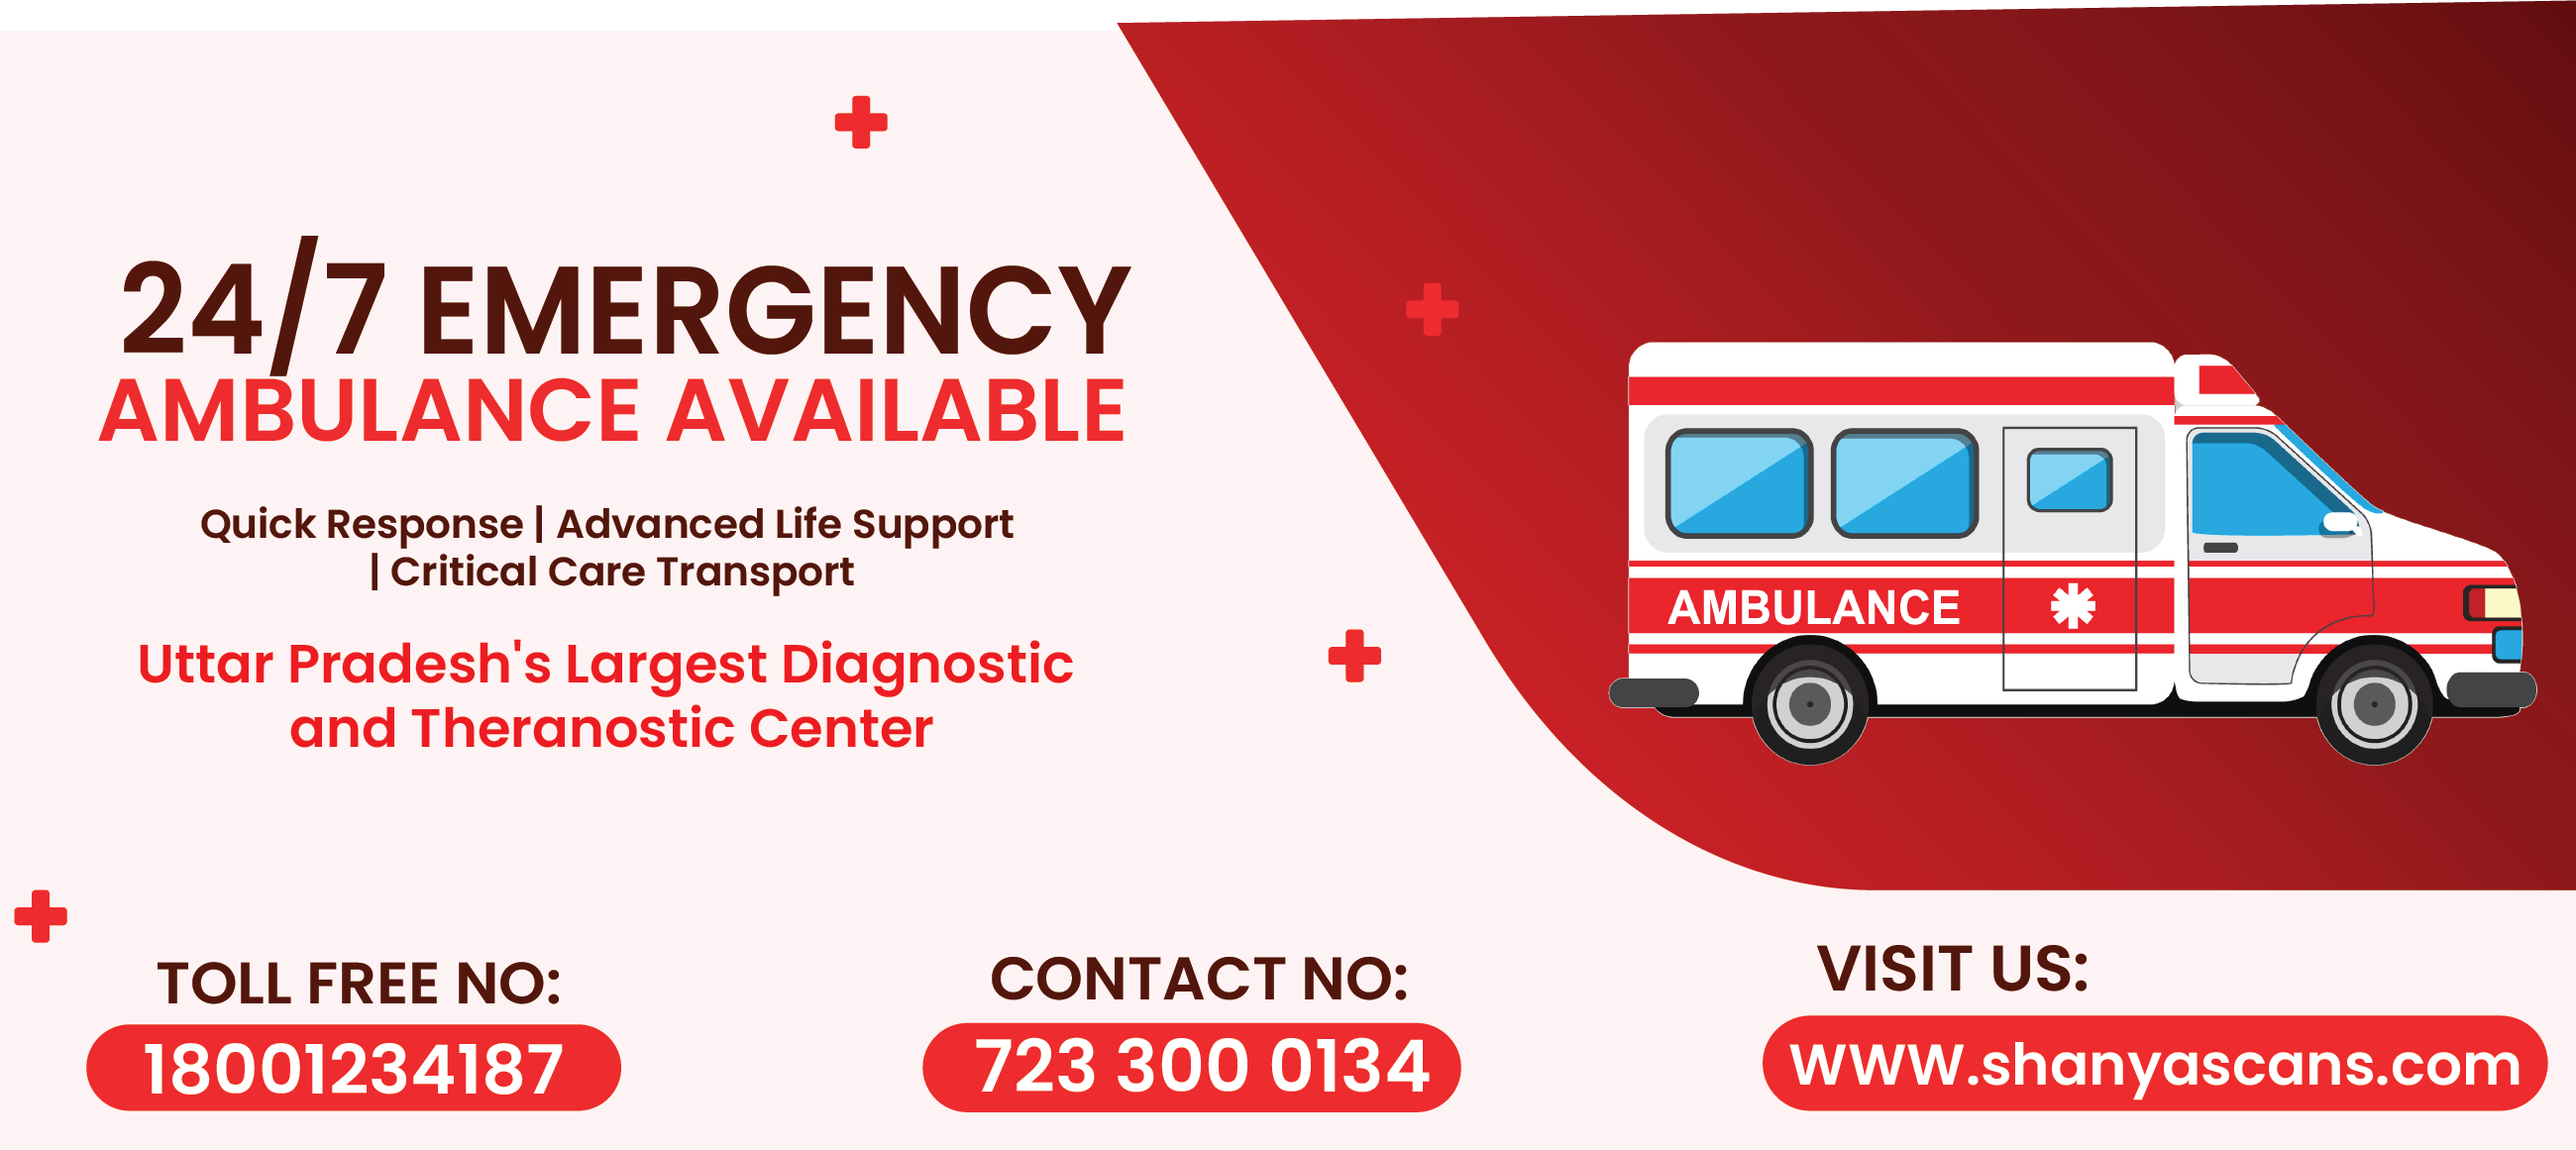 24/7 EMERGENCY
AMBULANCE AVAILABLE
Quick Response | Advanced Life Support
| Critical Care Transport
Uttar Pradesh's Largest Diagnostic
and Theranostic Center
AMBULANCE
TOLL FREE NO:
18001234187
CONTACT NO:
723 300 0134
VISIT US:
WWW.shanyascans.com